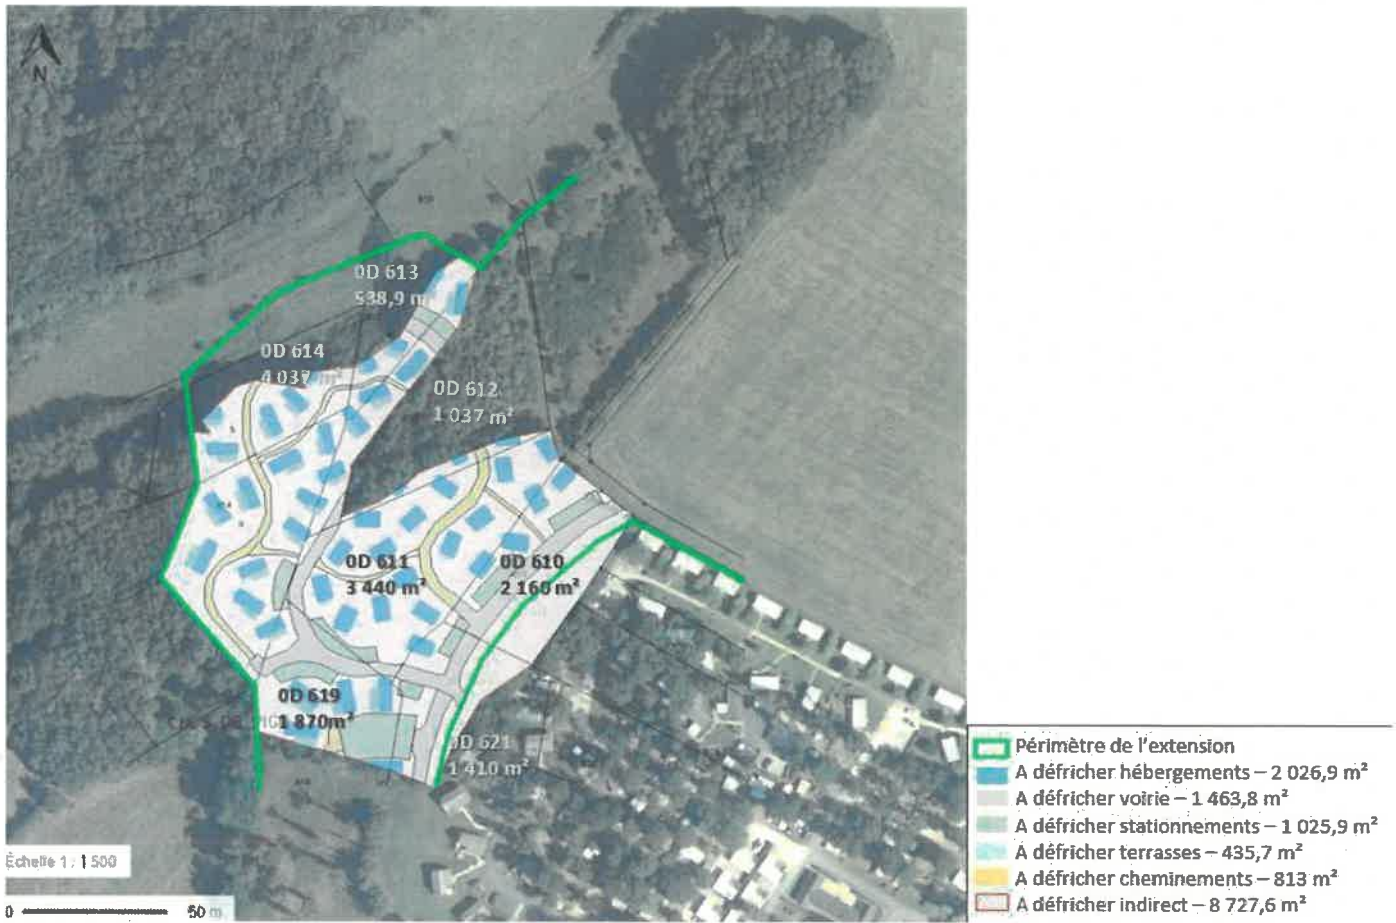 N
0D 613
538,9 m
0D 614
4 037 m²
0D 612
1 037 m²
0D 611
3 440 m²
0D 610
2 160 m²
0D 619
1 870m²
0D 621
1 410 m²
Échelle 1 : 1 500
0 50 m
Périmètre de l'extension
A défricher hébergements – 2 026,9 m²
A défricher voirie – 1 463,8 m²
A défricher stationnements – 1 025,9 m²
A défricher terrasses – 435,7 m²
A défricher cheminements – 813 m²
A défricher indirect – 8 727,6 m²